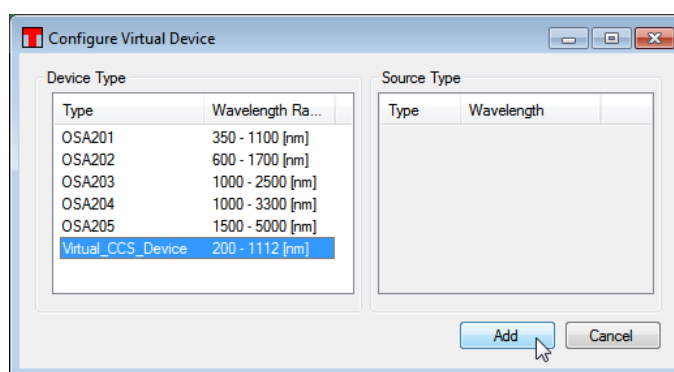 Configure Virtual Device
Device Type
Source Type
Type Wavelength Ra...
OSA201 350 - 1100 [nm]
OSA202 600 - 1700 [nm]
OSA203 1000 - 2500 [nm]
OSA204 1000 - 3300 [nm]
OSA205 1500 - 5000 [nm]
Virtual_CCS_Device 200 - 1112 [nm]
Type Wavelength
Add Cancel